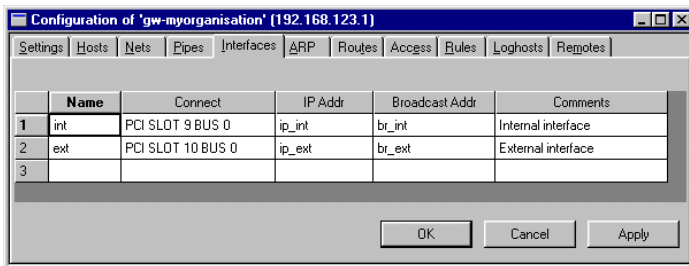 Configuration of 'gw-myorganisation' (192.168.123.1)
Settings Hosts Nets Pipes Interfaces ARP Routes Access Rules Loghosts Remotes
Name Connect IP Addr Broadcast Addr Comments
1 int PCI SLOT 9 BUS 0 ip_int br_int Internal interface
2 ext PCI SLOT 10 BUS 0 ip_ext br_ext External interface
3
OK Cancel Apply